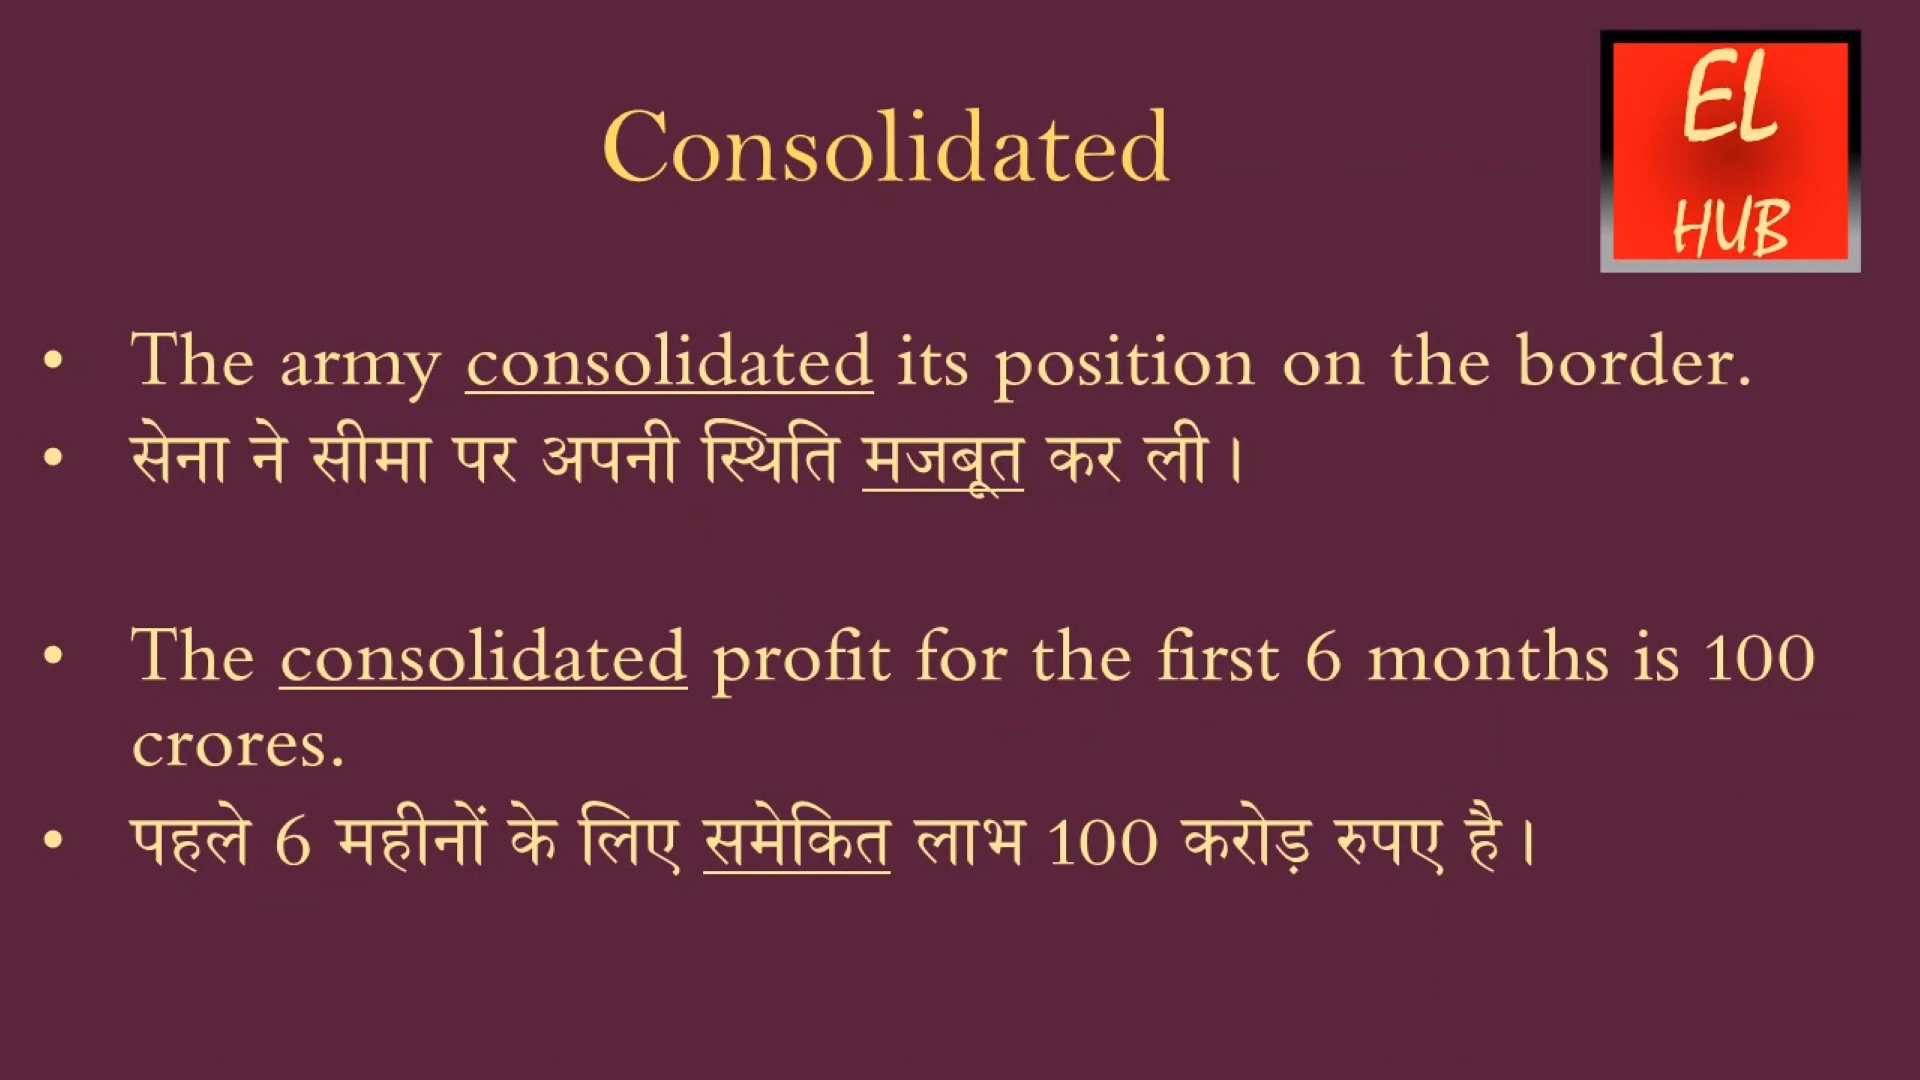 Consolidated
EL
HUB
• The army consolidated its position on the border.
• सेना ने सीमा पर अपनी स्थिति मजबूत कर ली।
• The consolidated profit for the first 6 months is 100
crores.
• पहले 6 महीनों के लिए समेकित लाभ 100 करोड़ रुपए है।